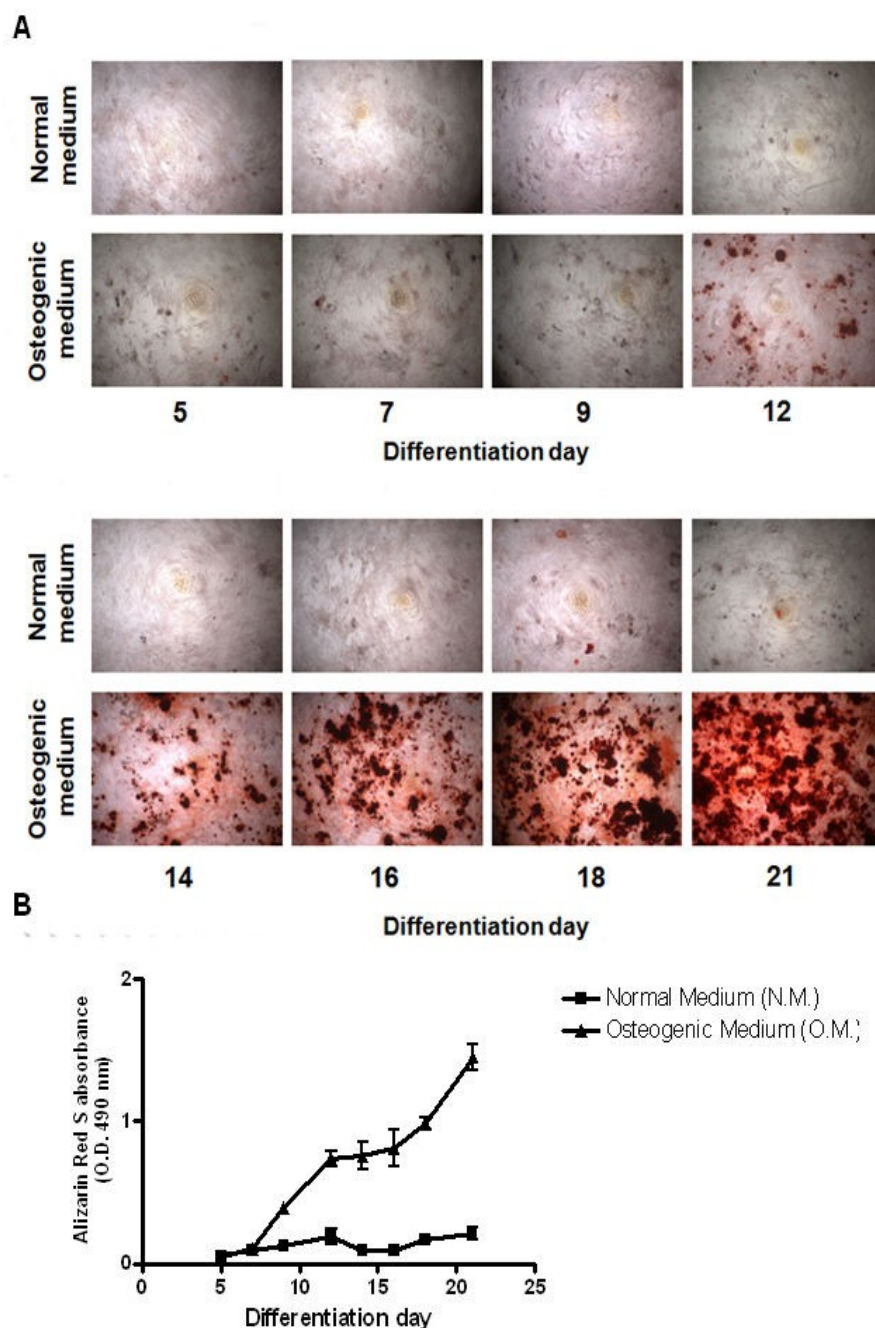 A
Normal
medium
Osteogenic
medium
5 7 9 12
Differentiation day
Normal
medium
Osteogenic
medium
14 16 18 21
Differentiation day
B
Alizarin Red S absorbance
(O.D. 490 nm)
2
1
0
0 5 10 15 20 25
Differentiation day
Normal Medium (N.M.)
Osteogenic Medium (O.M.)